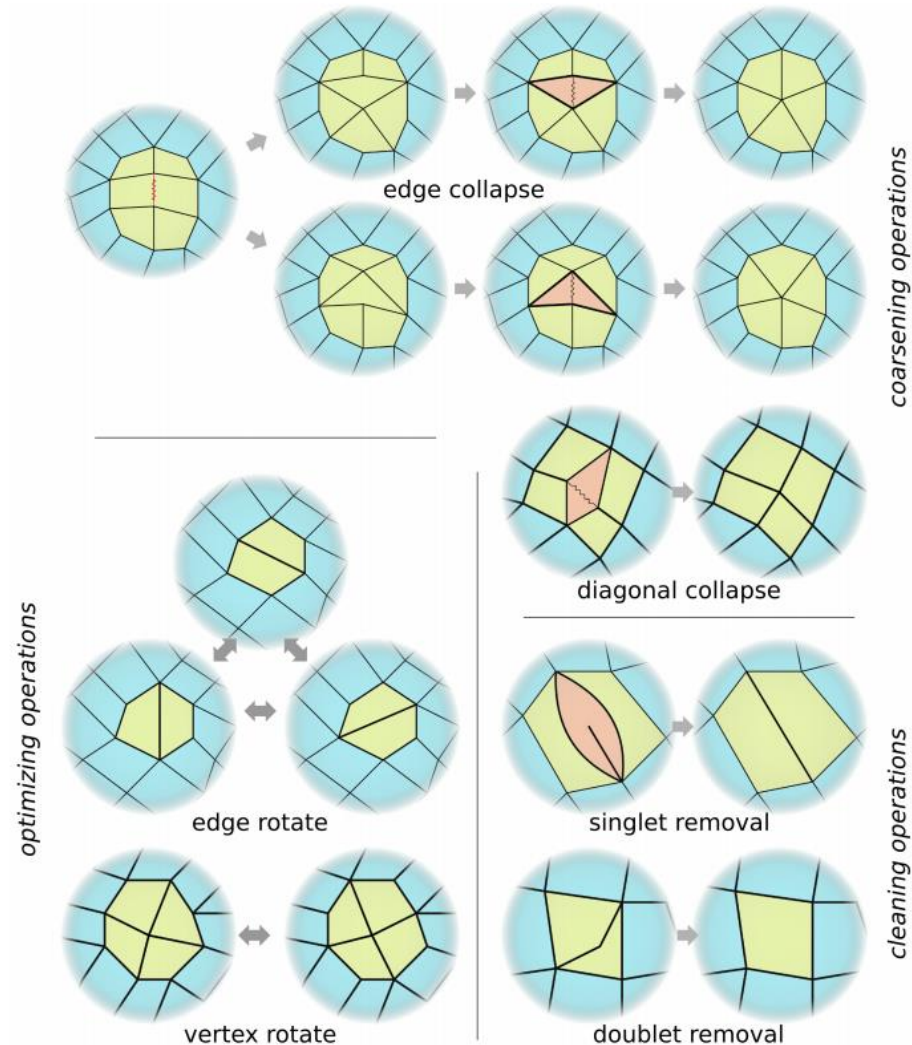 edge collapse
coarsening operations
diagonal collapse
optimizing operations
edge rotate
singlet removal
cleaning operations
vertex rotate
doublet removal